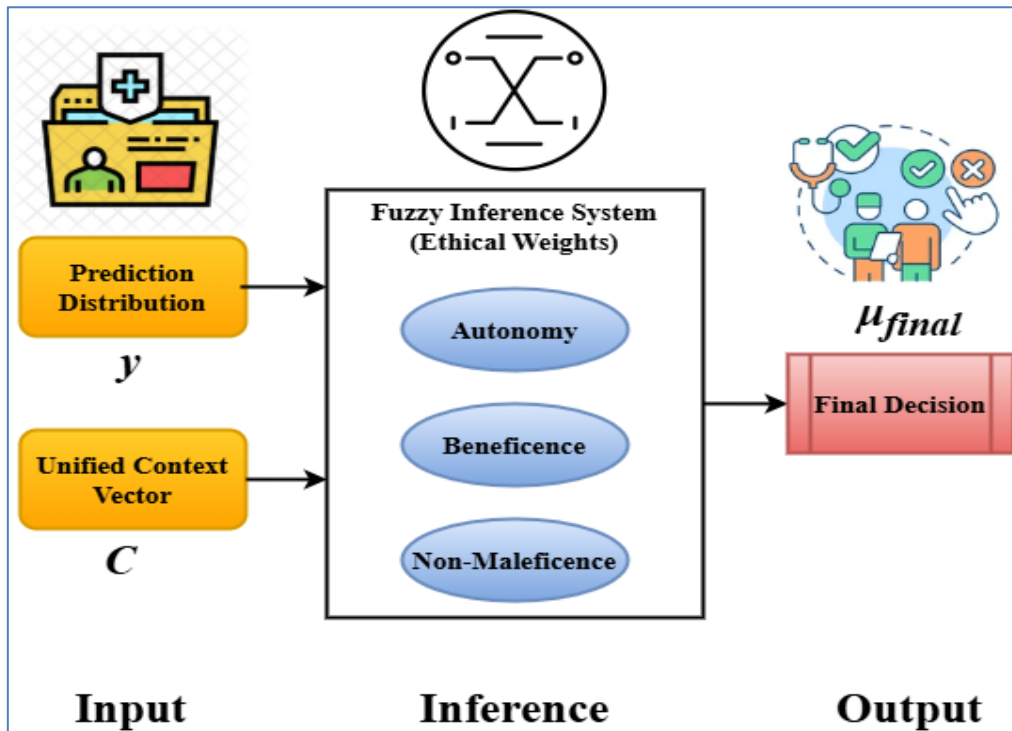 Prediction
Distribution
y
Unified Context
Vector
C
Fuzzy Inference System
(Ethical Weights)
Autonomy
Beneficence
Non-Maleficence
μfinal
Final Decision
Input
Inference
Output